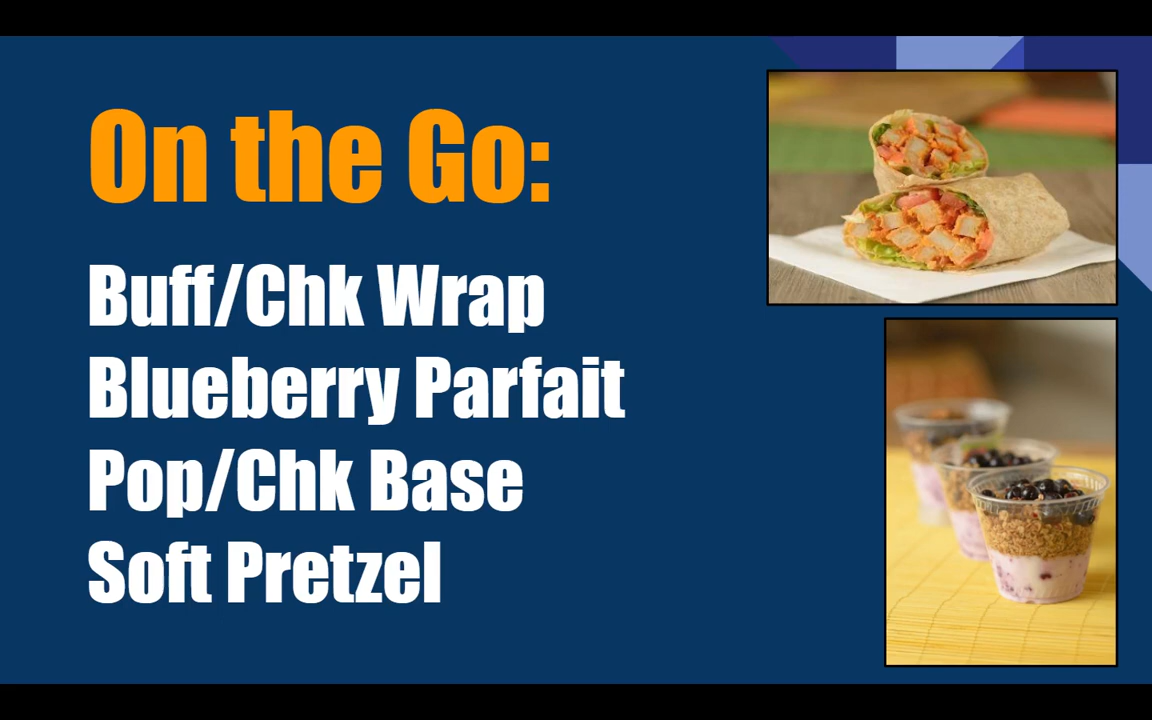 On the Go:
Buff/Chk Wrap
Blueberry Parfait
Pop/Chk Base
Soft Pretzel